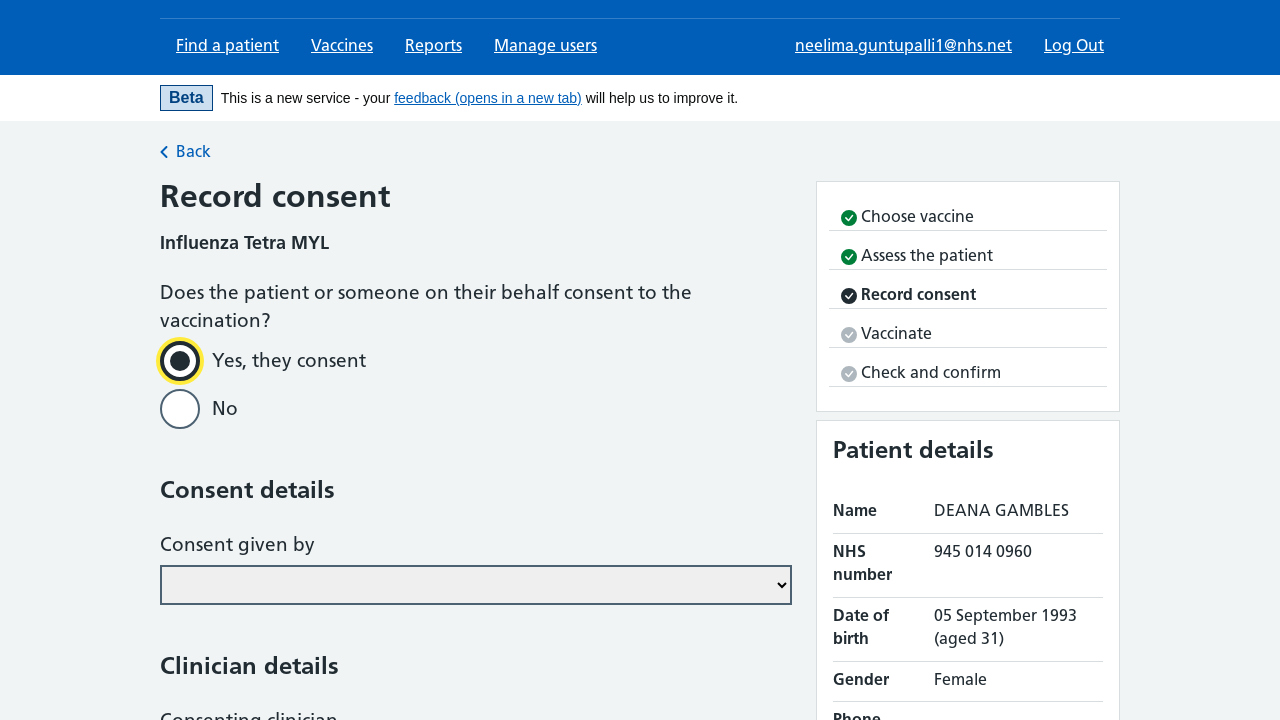 Find a patient Vaccines Reports Manage users neelima.guntupalli1@nhs.net Log Out
Beta This is a new service - your feedback (opens in a new tab) will help us to improve it.
Back
Record consent
Influenza Tetra MYL
Does the patient or someone on their behalf consent to the
vaccination?
Yes, they consent
No
Consent details
Consent given by
Clinician details
Consenting clinician
Choose vaccine
Assess the patient
Record consent
Vaccinate
Check and confirm
Patient details
Name DEANA GAMBLES
NHS 945 014 0960
number
Date of 05 September 1993
birth (aged 31)
Gender Female
Phone